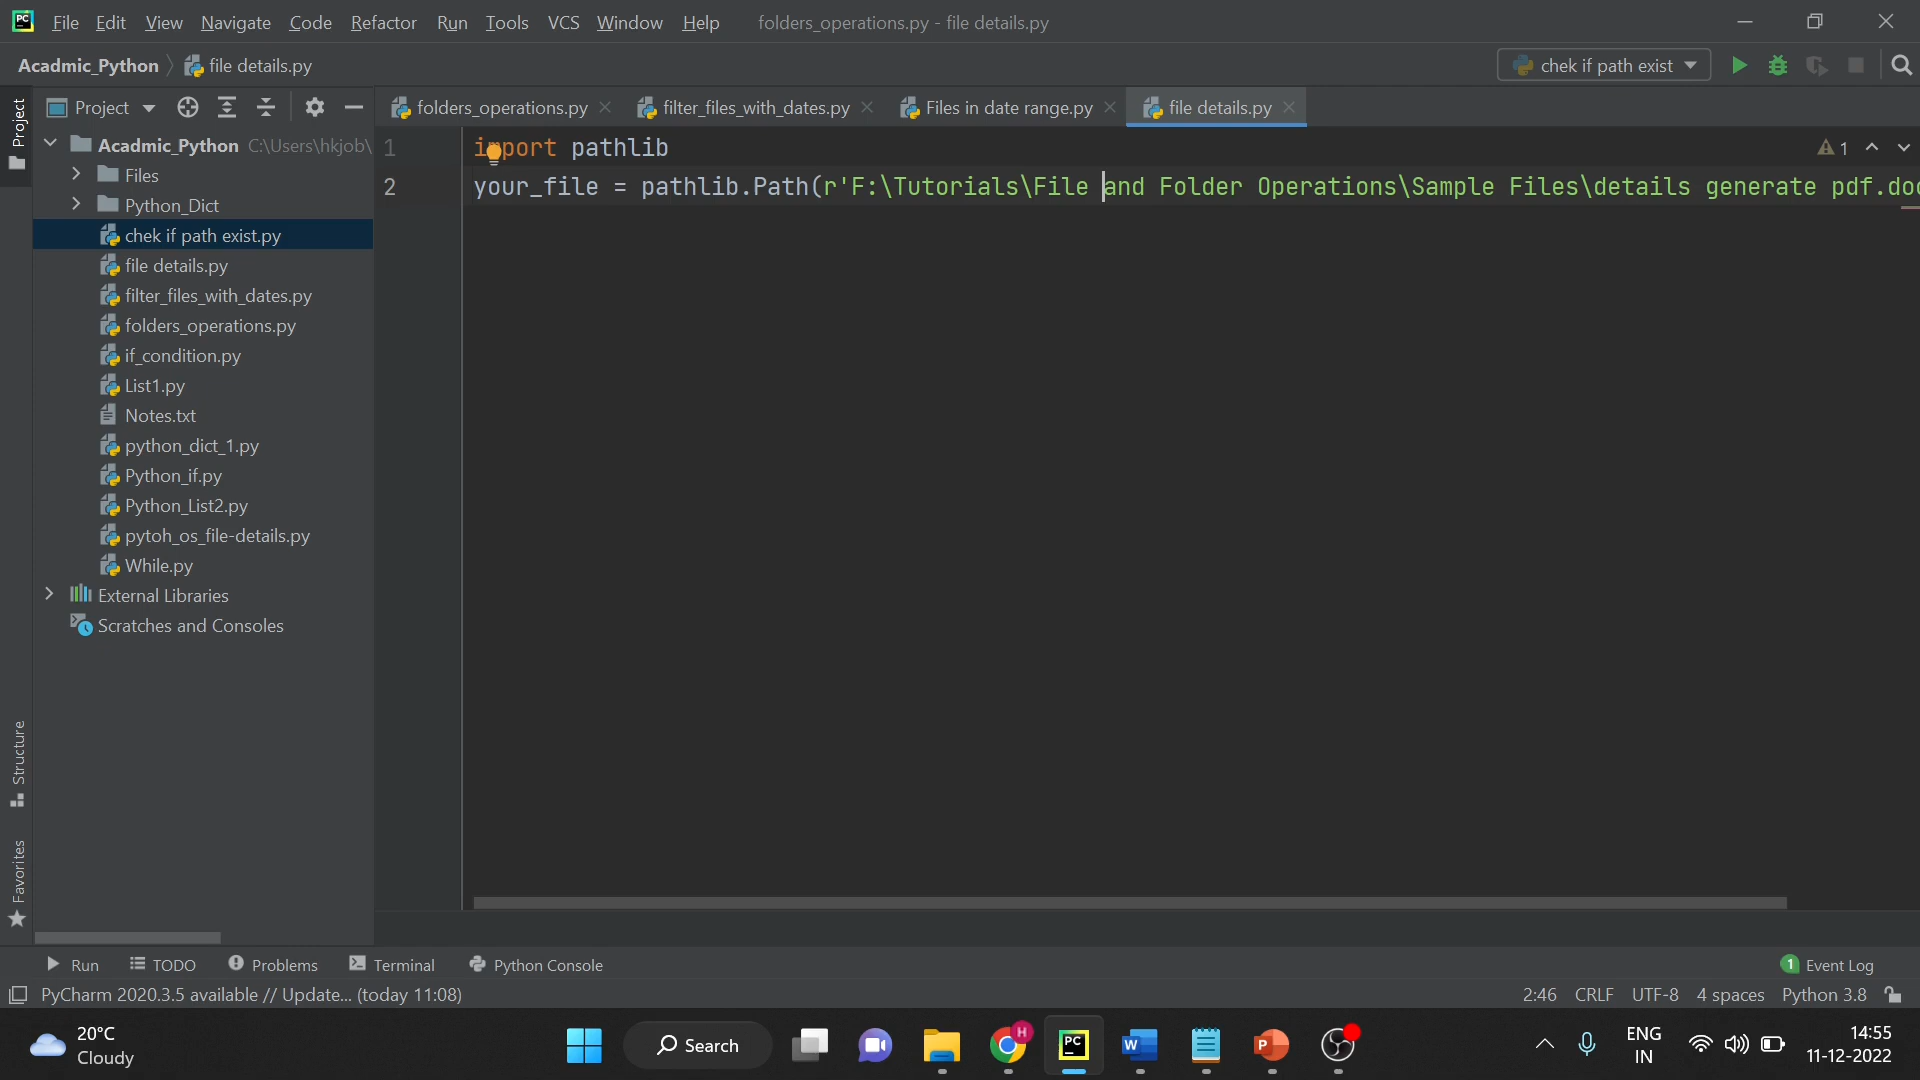 File Edit View Navigate Code Refactor Run Tools VCS Window Help folders_operations.py - file details.py
Acadmic_Python file details.py
chek if path exist
Project
folders_operations.py filter_files_with_dates.py Files in date range.py file details.py
Project
Acadmic_Python C:\Users\hkjob\
Files
Python_Dict
chek if path exist.py
file details.py
filter_files_with_dates.py
folders_operations.py
if_condition.py
List1.py
Notes.txt
python_dict_1.py
Python_if.py
Python_List2.py
pytoh_os_file-details.py
While.py
External Libraries
Scratches and Consoles
1 import pathlib
1
2 your_file = pathlib.Path(r'F:\Tutorials\File and Folder Operations\Sample Files\details generate pdf.doc
Structure
Favorites
Run TODO Problems Terminal Python Console
1 Event Log
PyCharm 2020.3.5 available // Update... (today 11:08)
2:46 CRLF UTF-8 4 spaces Python 3.8
20°C
Cloudy
Search
H
PC
W
P
ENG
IN
14:55
11-12-2022